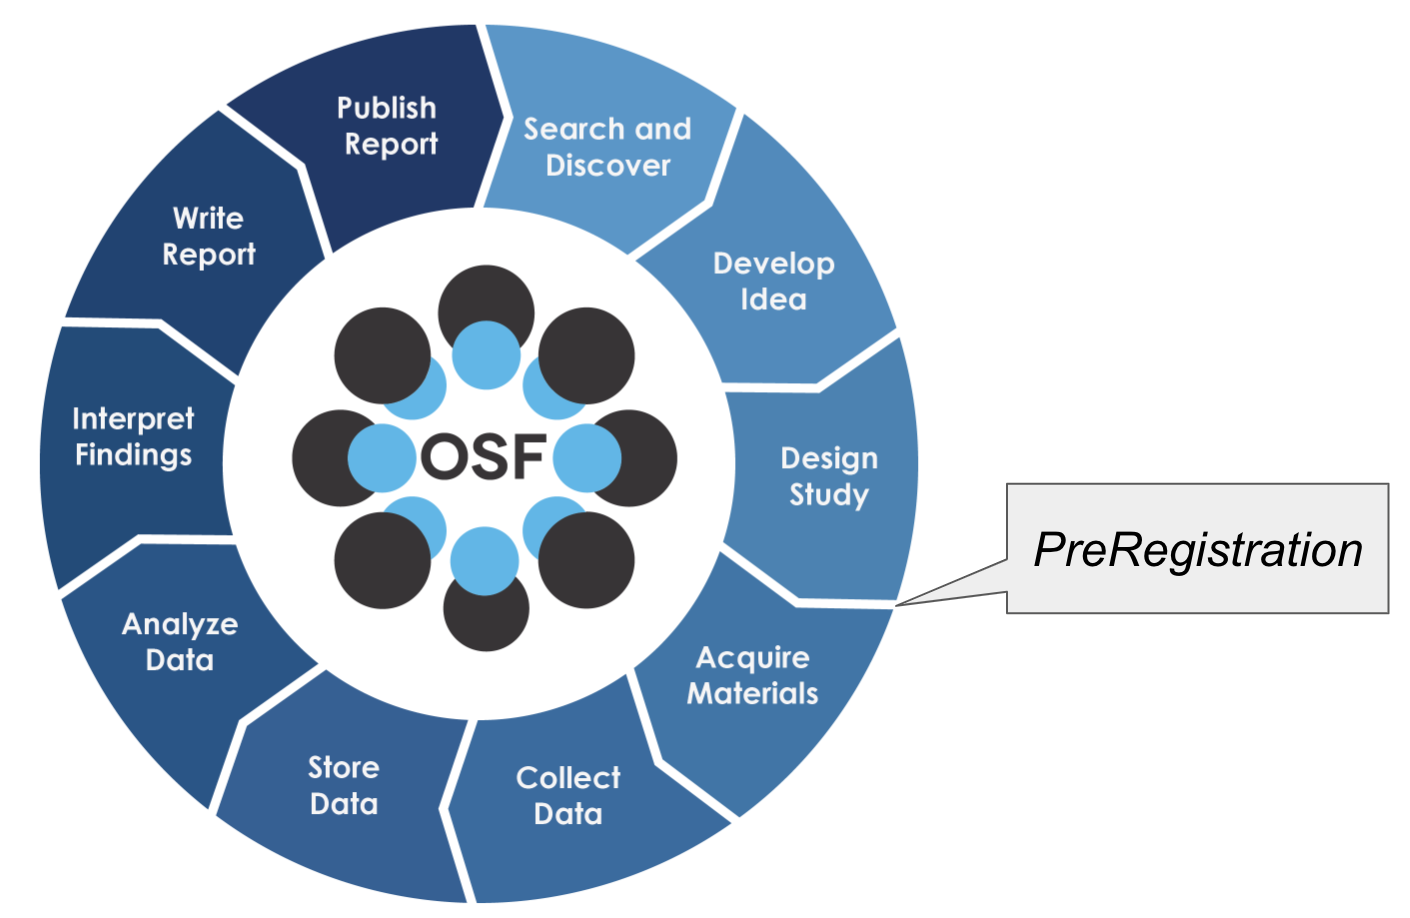 Publish
Report
Search and
Discover
Develop
Idea
Design
Study
PreRegistration
Acquire
Materials
Collect
Data
Store
Data
Analyze
Data
Interpret
Findings
Write
Report
OSF